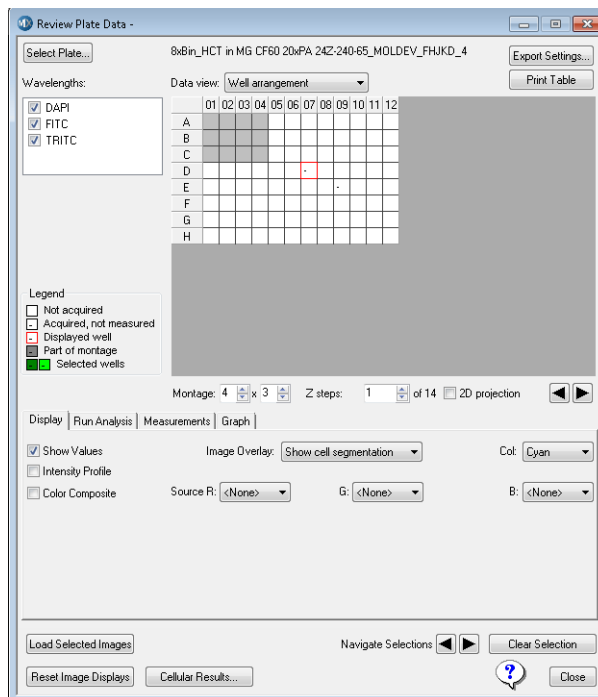 Review Plate Data -
Select Plate...
8xBin_HCT in MG CF60 20xPA 24Z-240-65_MOLDEV_FHJKD_4
Export Settings...
Wavelengths:
Data view: Well arrangement
Print Table
DAPI
FITC
TRITC
01 02 03 04 05 06 07 08 09 10 11 12
A
B
C
D
E
F
G
H
Legend
Not acquired
Acquired, not measured
Displayed well
Part of montage
Selected wells
Montage: 4 x 3 Z steps: 1 of 14 2D projection
Display Run Analysis Measurements Graph
Show Values Image Overlay: Show cell segmentation Col: Cyan
Intensity Profile
Color Composite Source R: <None> G: <None> B: <None>
Load Selected Images Navigate Selections Clear Selection
Reset Image Displays Cellular Results... ? Close